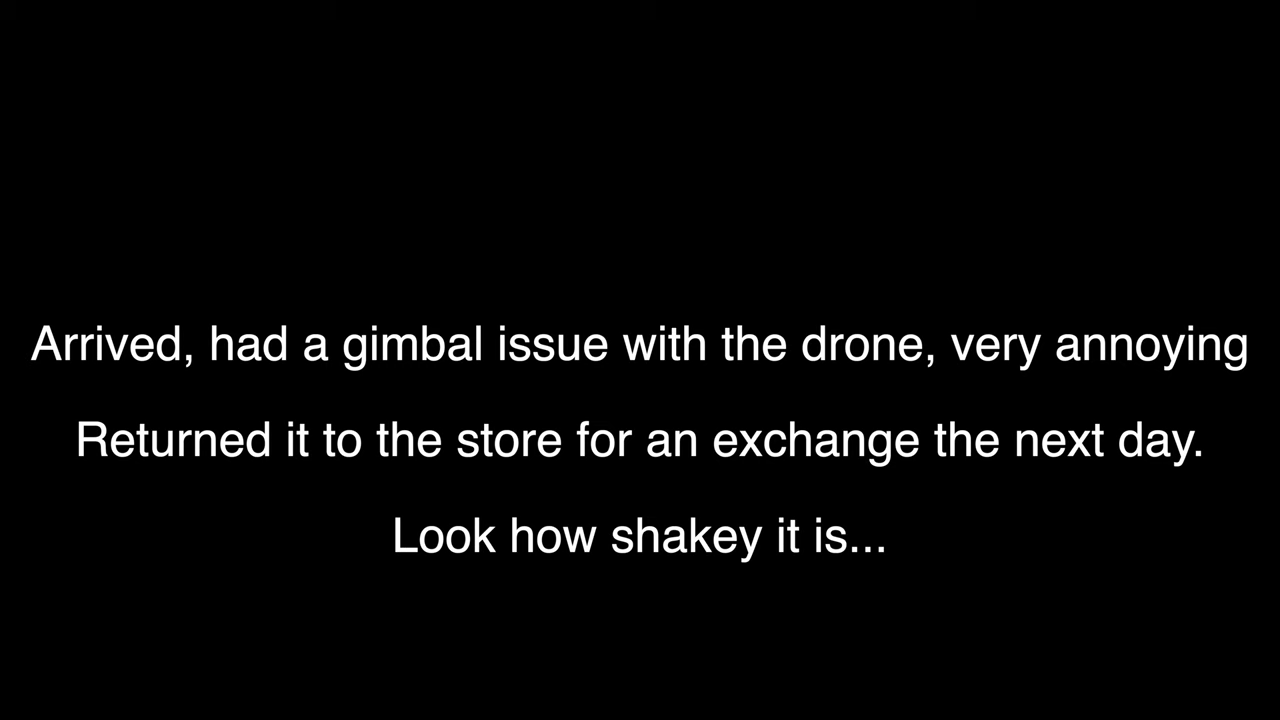 Arrived, had a gimbal issue with the drone, very annoying
Returned it to the store for an exchange the next day.
Look how shakey it is...